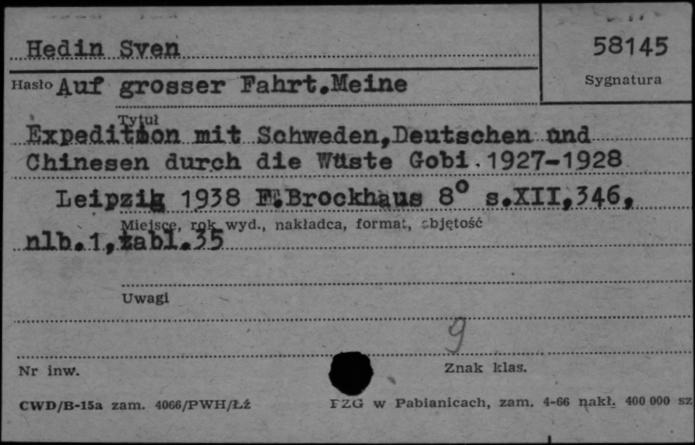 Hedin Sven
58145
Sygnatura
Hasło Auf grosser Fahrt.Meine
Tytuł
Expedition mit Schweden,Deutschen und
Chinesen durch die Wüste Gobi.1927-1928
Leipzig 1938 F.Brockhaus 8° s.XII,346,
Miejsce, rok wyd., nakładca, format, objętość
nlb.1,tabl.35
Uwagi
9
Nr inw.
Znak klas.
CWD/B-15a zam. 4066/PWH/Łź
PZG w Pabianicach, zam. 4-66 nakł. 400 000 sz